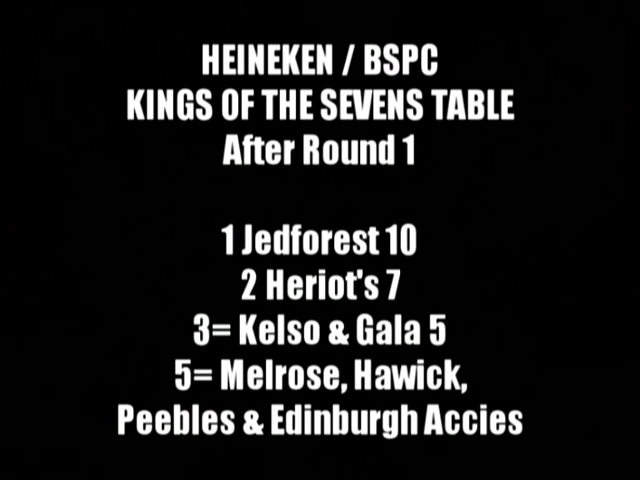 HEINEKEN / BSPC
KINGS OF THE SEVENS TABLE
After Round 1
1 Jedforest 10
2 Heriot's 7
3= Kelso & Gala 5
5= Melrose, Hawick,
Peebles & Edinburgh Accies